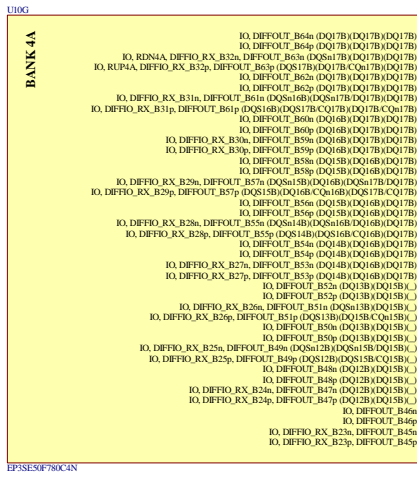 U10G
BANK 4A
IO, DIFFOUT_B64n (DQ17B)(DQ17B)(DQ17B)
IO, DIFFOUT_B64p (DQ17B)(DQ17B)(DQ17B)
IO, RDN4A, DIFFIO_RX_B32n, DIFFOUT_B63n (DQSn17B)(DQ17B)(DQ17B)
IO, RUP4A, DIFFIO_RX_B32p, DIFFOUT_B63p (DQS17B)(DQ17B/CQn17B)(DQ17B)
IO, DIFFOUT_B62n (DQ17B)(DQ17B)(DQ17B)
IO, DIFFOUT_B62p (DQ17B)(DQ17B)(DQ17B)
IO, DIFFIO_RX_B31n, DIFFOUT_B61n (DQSn16B)(DQSn17B/DQ17B)(DQ17B)
IO, DIFFIO_RX_B31p, DIFFOUT_B61p (DQS16B)(DQS17B/CQ17B)(DQ17B/CQn17B)
IO, DIFFOUT_B60n (DQ16B)(DQ17B)(DQ17B)
IO, DIFFOUT_B60p (DQ16B)(DQ17B)(DQ17B)
IO, DIFFIO_RX_B30n, DIFFOUT_B59n (DQ16B)(DQ17B)(DQ17B)
IO, DIFFIO_RX_B30p, DIFFOUT_B59p (DQ16B)(DQ17B)(DQ17B)
IO, DIFFOUT_B58n (DQ15B)(DQ16B)(DQ17B)
IO, DIFFOUT_B58p (DQ15B)(DQ16B)(DQ17B)
IO, DIFFIO_RX_B29n, DIFFOUT_B57n (DQSn15B)(DQ16B)(DQSn17B/DQ17B)
IO, DIFFIO_RX_B29p, DIFFOUT_B57p (DQS15B)(DQ16B/CQn16B)(DQS17B/CQ17B)
IO, DIFFOUT_B56n (DQ15B)(DQ16B)(DQ17B)
IO, DIFFOUT_B56p (DQ15B)(DQ16B)(DQ17B)
IO, DIFFIO_RX_B28n, DIFFOUT_B55n (DQSn14B)(DQSn16B/DQ16B)(DQ17B)
IO, DIFFIO_RX_B28p, DIFFOUT_B55p (DQS14B)(DQS16B/CQ16B)(DQ17B)
IO, DIFFOUT_B54n (DQ14B)(DQ16B)(DQ17B)
IO, DIFFOUT_B54p (DQ14B)(DQ16B)(DQ17B)
IO, DIFFIO_RX_B27n, DIFFOUT_B53n (DQ14B)(DQ16B)(DQ17B)
IO, DIFFIO_RX_B27p, DIFFOUT_B53p (DQ14B)(DQ16B)(DQ17B)
IO, DIFFOUT_B52n (DQ13B)(DQ15B)(_)
IO, DIFFOUT_B52p (DQ13B)(DQ15B)(_)
IO, DIFFIO_RX_B26n, DIFFOUT_B51n (DQSn13B)(DQ15B)(_)
IO, DIFFIO_RX_B26p, DIFFOUT_B51p (DQS13B)(DQ15B/CQn15B)(_)
IO, DIFFOUT_B50n (DQ13B)(DQ15B)(_)
IO, DIFFOUT_B50p (DQ13B)(DQ15B)(_)
IO, DIFFIO_RX_B25n, DIFFOUT_B49n (DQSn12B)(DQSn15B/DQ15B)(_)
IO, DIFFIO_RX_B25p, DIFFOUT_B49p (DQS12B)(DQS15B/CQ15B)(_)
IO, DIFFOUT_B48n (DQ12B)(DQ15B)(_)
IO, DIFFOUT_B48p (DQ12B)(DQ15B)(_)
IO, DIFFIO_RX_B24n, DIFFOUT_B47n (DQ12B)(DQ15B)(_)
IO, DIFFIO_RX_B24p, DIFFOUT_B47p (DQ12B)(DQ15B)(_)
IO, DIFFOUT_B46n
IO, DIFFOUT_B46p
IO, DIFFIO_RX_B23n, DIFFOUT_B45n
IO, DIFFIO_RX_B23p, DIFFOUT_B45p
EP3SE50F780C4N